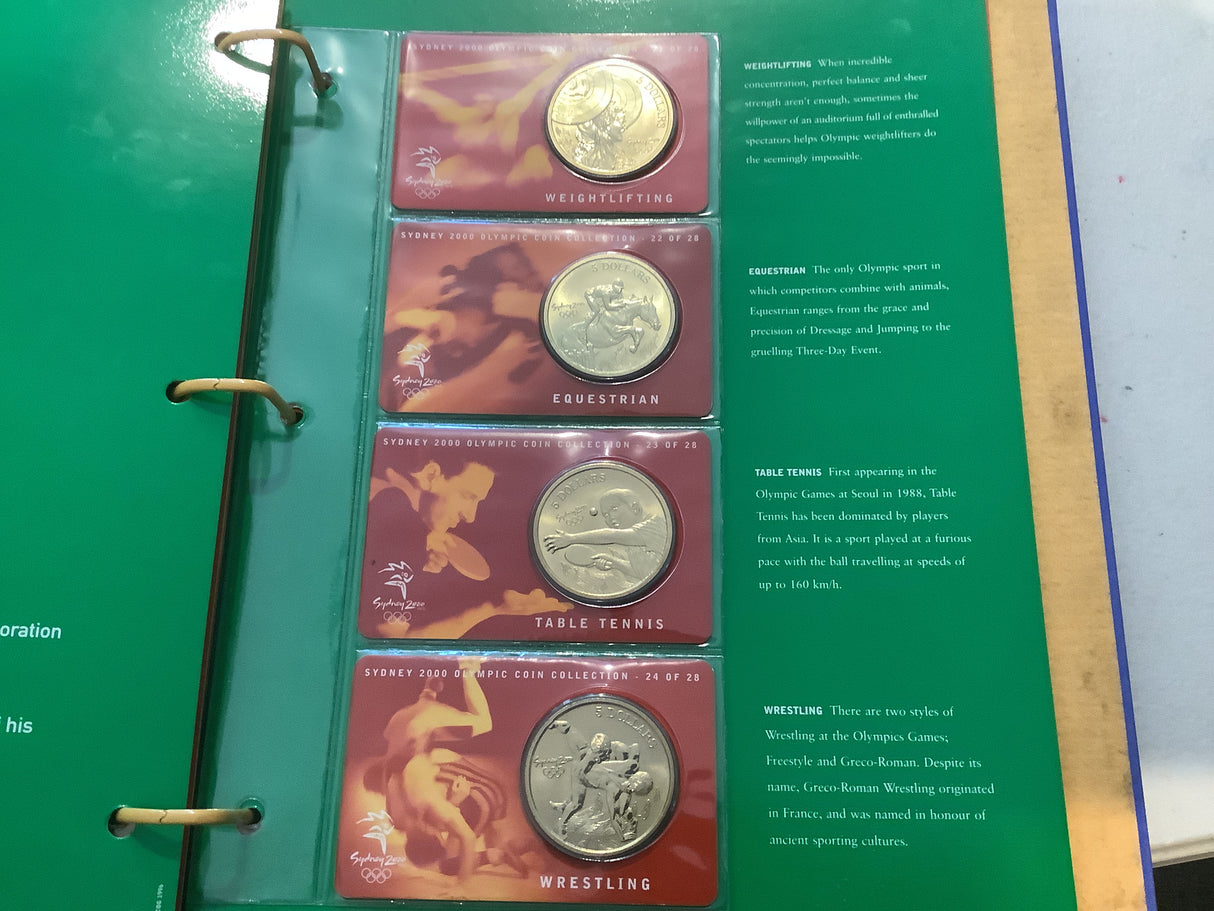 oration
his
SYDNEY 2000 OLYMPIC COIN COLLECTION - 21 OF 28
5 DOLLARS
Sydney 2000
WEIGHTLIFTING
WEIGHTLIFTING When incredible
concentration, perfect balance and sheer
strength aren't enough, sometimes the
willpower of an auditorium full of enthralled
spectators helps Olympic weightlifters do
the seemingly impossible.
SYDNEY 2000 OLYMPIC COIN COLLECTION - 22 OF 28
5 DOLLARS
Sydney 2000
Sydney 2000
EQUESTRIAN
EQUESTRIAN The only Olympic sport in
which competitors combine with animals,
Equestrian ranges from the grace and
precision of Dressage and Jumping to the
gruelling Three-Day Event.
SYDNEY 2000 OLYMPIC COIN COLLECTION - 23 OF 28
5 DOLLARS
Sydney 2000
Sydney 2000
TABLE TENNIS
TABLE TENNIS First appearing in the
Olympic Games at Seoul in 1988, Table
Tennis has been dominated by players
from Asia. It is a sport played at a furious
pace with the ball travelling at speeds of
up to 160 km/h.
SYDNEY 2000 OLYMPIC COIN COLLECTION - 24 OF 28
5 DOLLARS
Sydney 2000
Sydney 2000
WRESTLING
WRESTLING There are two styles of
Wrestling at the Olympics Games;
Freestyle and Greco-Roman. Despite its
name, Greco-Roman Wrestling originated
in France, and was named in honour of
ancient sporting cultures.